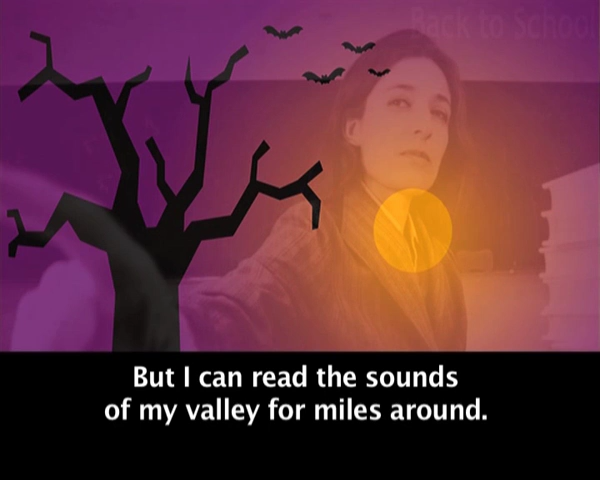 Back to School
But I can read the sounds
of my valley for miles around.